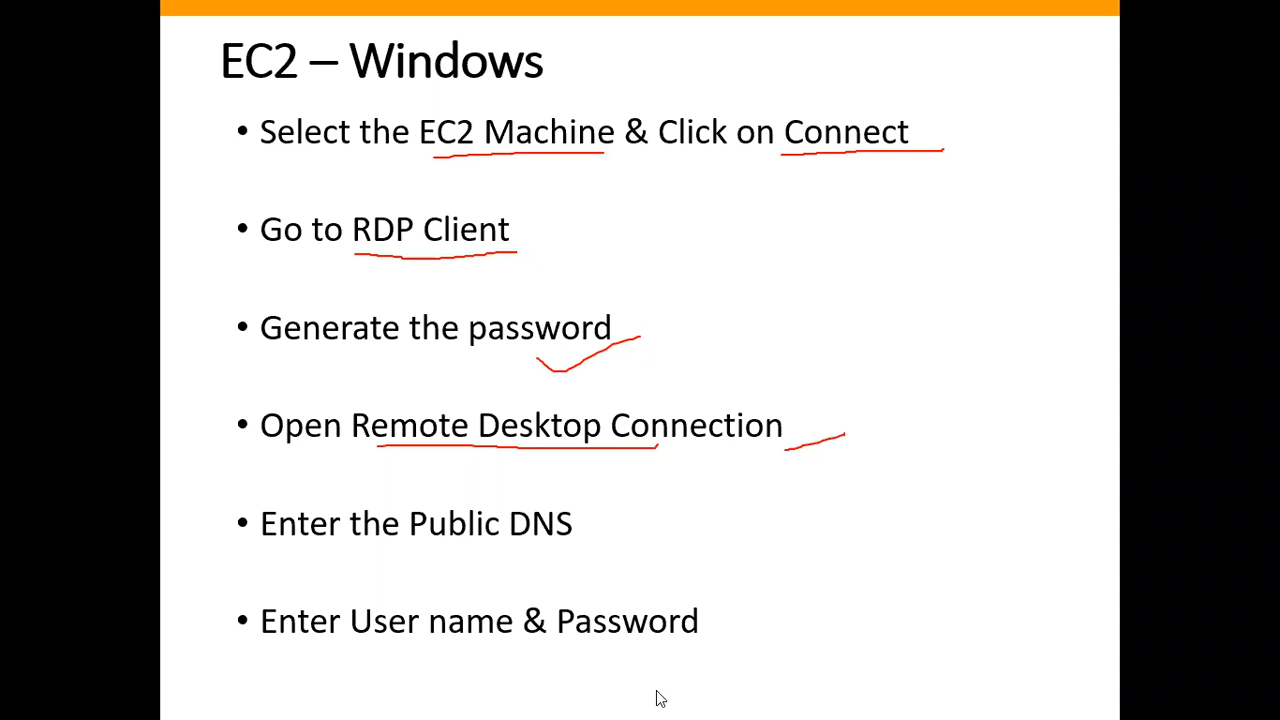 EC2 – Windows
• Select the EC2 Machine & Click on Connect
• Go to RDP Client
• Generate the password
• Open Remote Desktop Connection
• Enter the Public DNS
• Enter User name & Password